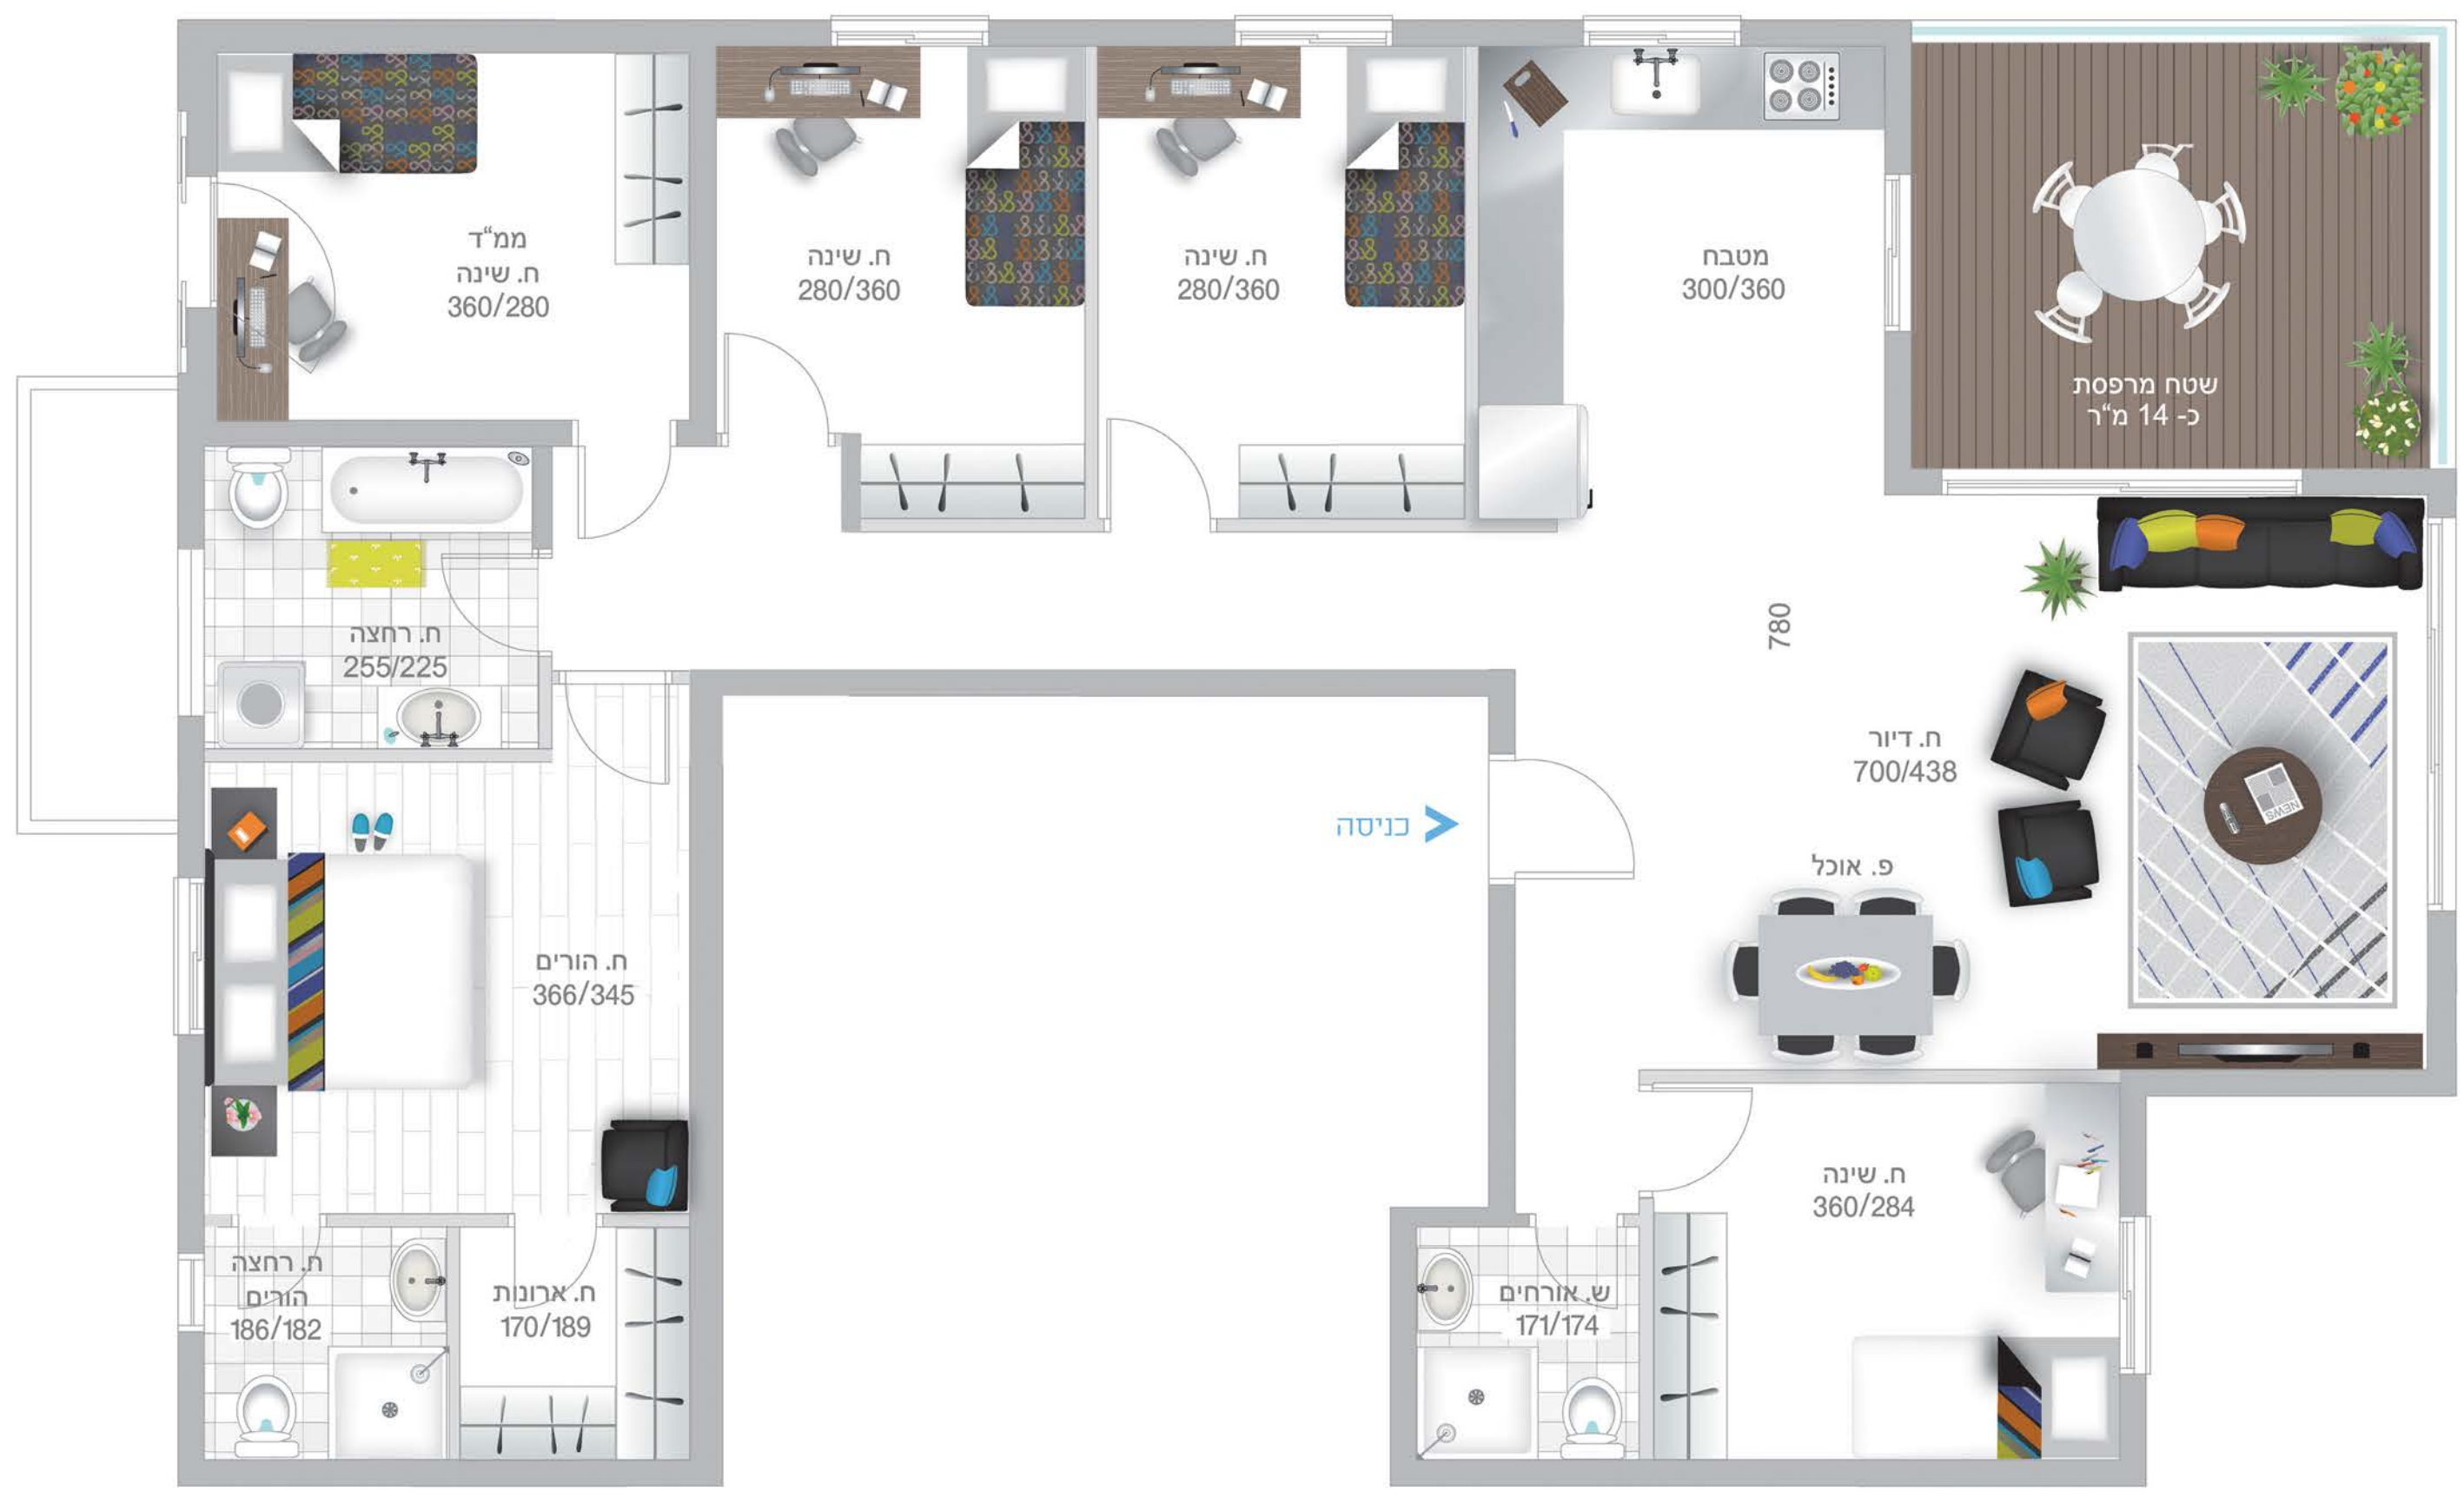 ממ"ד
ח. שינה
360/280
ח. שינה
280/360
ח. שינה
280/360
מטבח
300/360
שטח מרפסת
כ- 14 מ"ר
ח. רחצה
255/225
780
ח. דיור
700/438
NEWS
כניסה
פ. אוכל
ח. הורים
366/345
ח. שינה
360/284
ח. רחצה
הורים
186/182
ח. ארונות
170/189
ש. אורחים
171/174